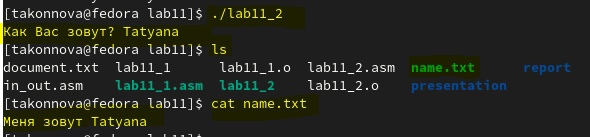 [takonnova@fedora lab11]$ ./lab11_2
Как Вас зовут? Tatyana
[takonnova@fedora lab11]$ ls
document.txt lab11_1 lab11_1.o lab11_2.asm name.txt report
in_out.asm lab11_1.asm lab11_2 lab11_2.o presentation
[takonnova@fedora lab11]$ cat name.txt
Меня зовут Tatyana